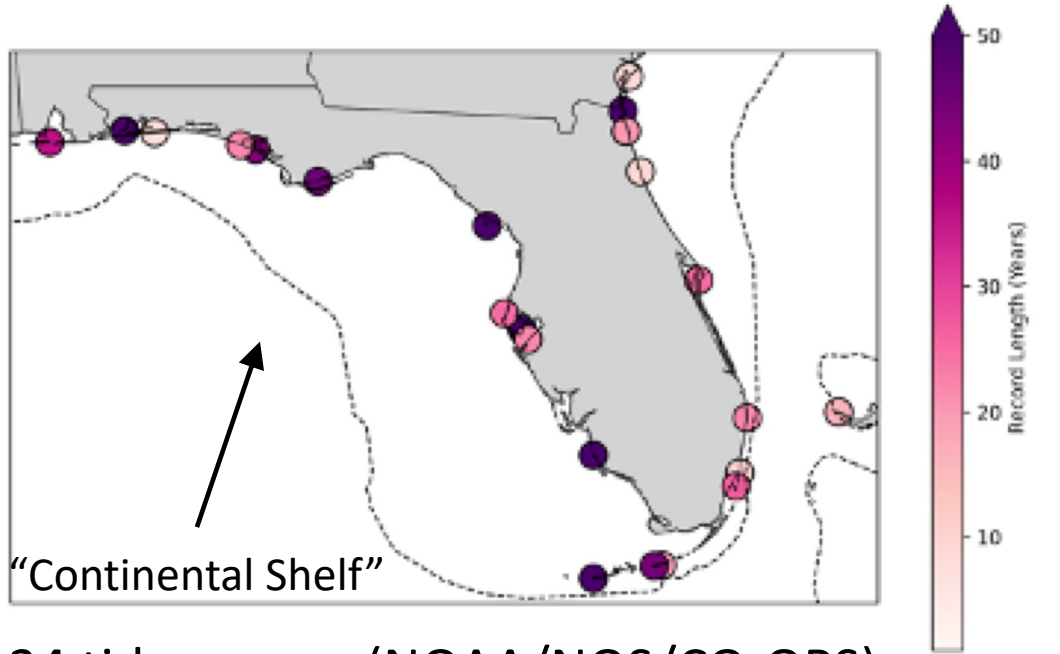 50
40
30
20
10
Record Length (Years)
“Continental Shelf”
(NOAA/NOS/CO-OPS)